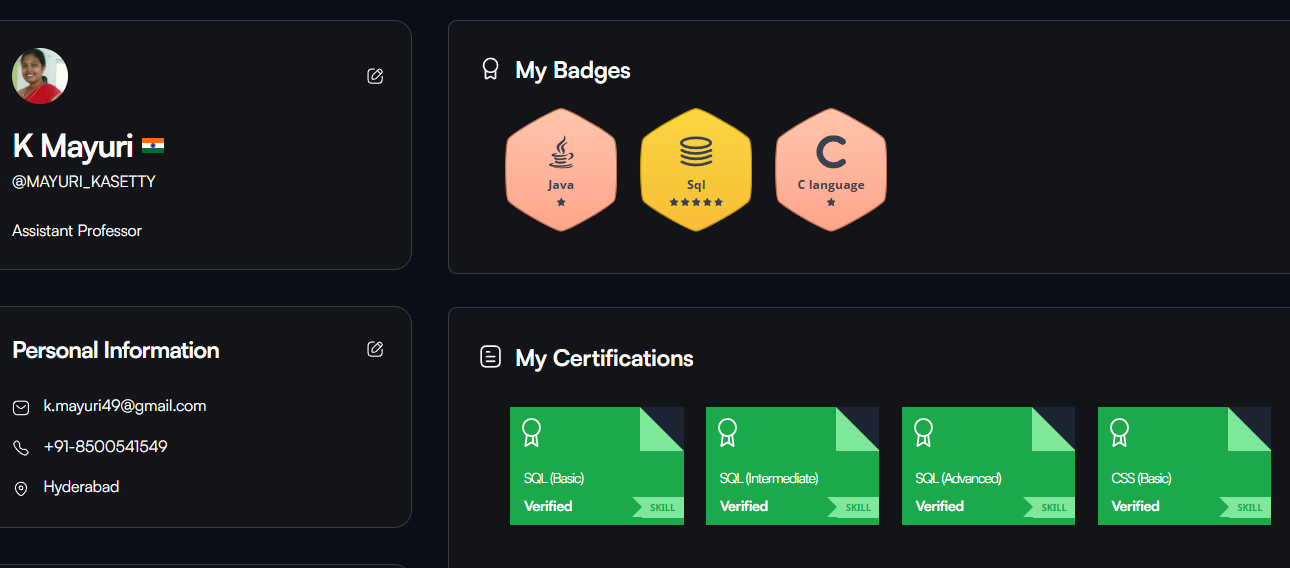 K Mayuri
@MAYURI_KASETTY
Assistant Professor
Personal Information
k.mayuri49@gmail.com
+91-8500541549
Hyderabad
My Badges
Java
Sql
C language
My Certifications
SQL (Basic)
Verified
SKILL
SQL (Intermediate)
Verified
SKILL
SQL (Advanced)
Verified
SKILL
CSS (Basic)
Verified
SKILL